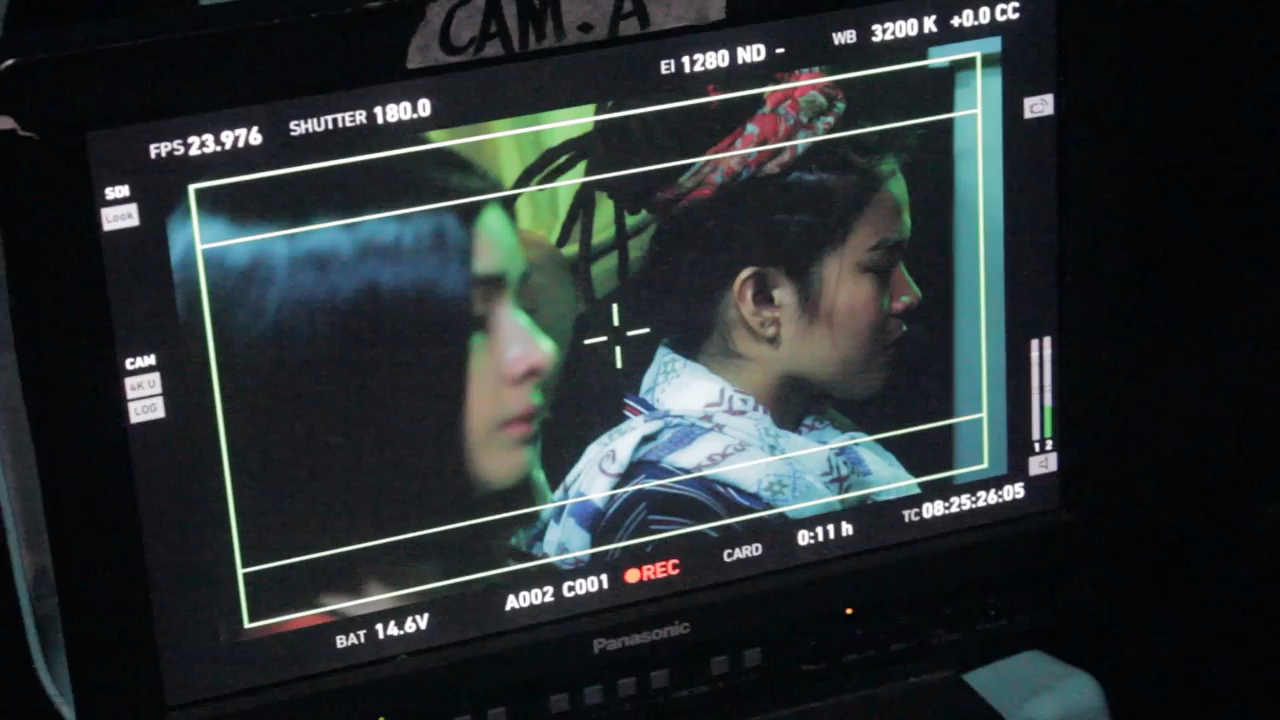 CAM.A
EI 1280 ND - WB 3200 K +0.0 CC
FPS 23.976 SHUTTER 180.0
SDI
Look
CAM
4K U
LOG
1 2
BAT 14.6V A002 C001 REC CARD 0:11 h TC 08:25:26:05
Panasonic